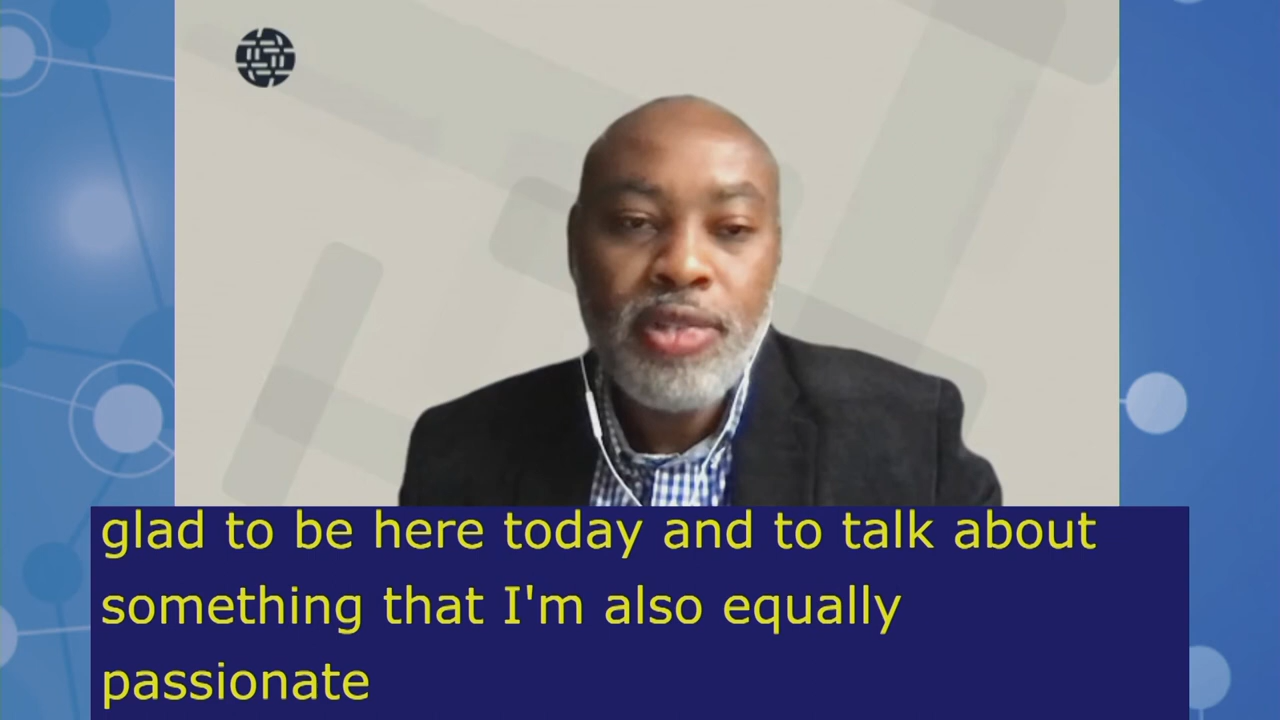 glad to be here today and to talk about
something that I'm also equally
passionate